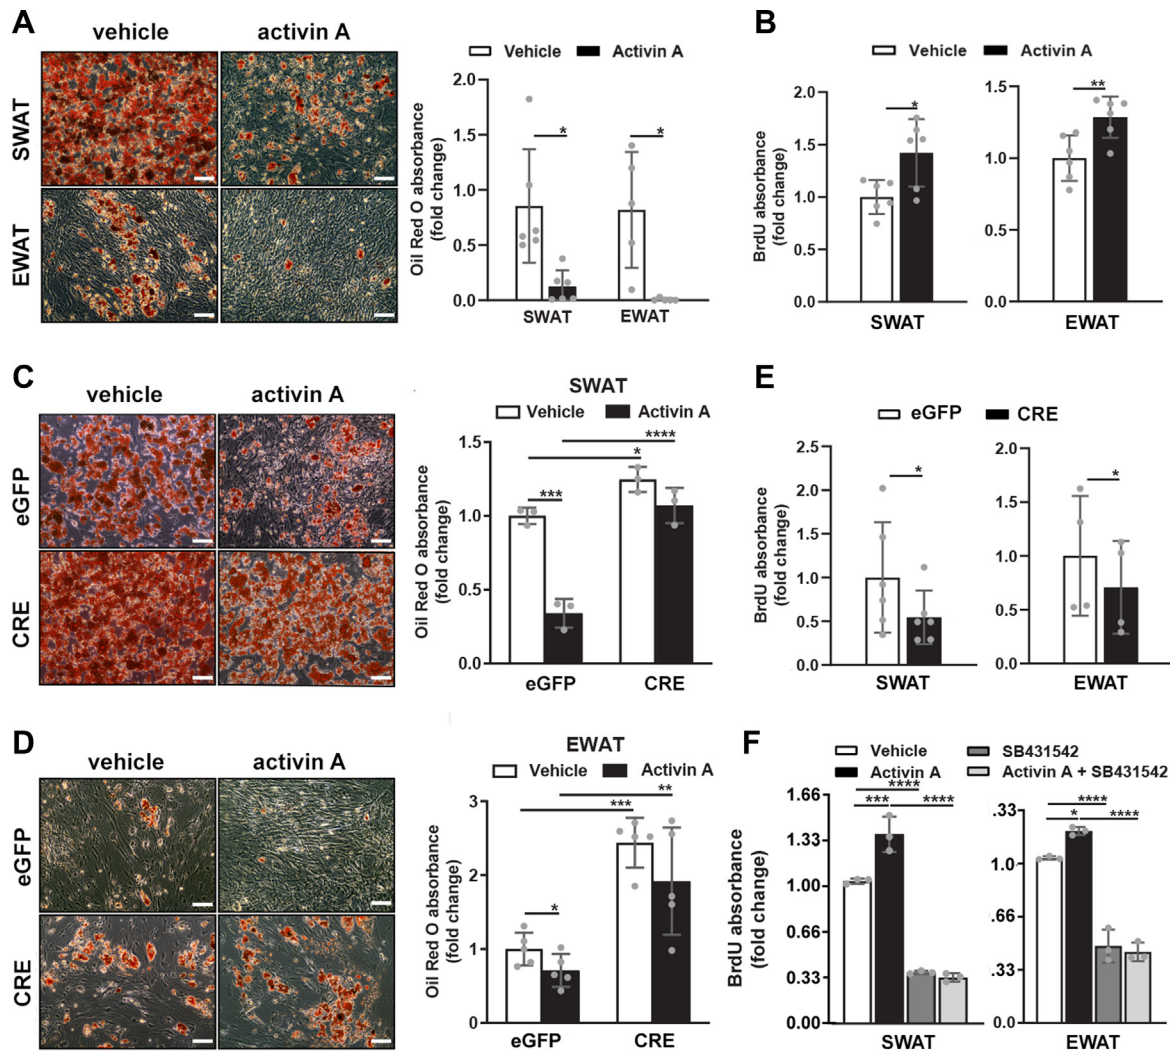 A
vehicle
activin A
SWAT
EWAT
Vehicle
Activin A
Oil Red O absorbance
(fold change)
2.0
1.5
1.0
0.5
0.0
*
*
SWAT
EWAT
B
Vehicle
Activin A
BrdU absorbance
(fold change)
2.0
1.5
1.0
0.5
0.0
*
SWAT
1.5
1.0
0.5
0.0
**
EWAT
C
vehicle
activin A
eGFP
CRE
SWAT
Vehicle
Activin A
Oil Red O absorbance
(fold change)
1.5
1.0
0.5
0.0
****
*
***
eGFP
CRE
E
eGFP
CRE
BrdU absorbance
(fold change)
2.5
2.0
1.5
1.0
0.5
0.0
*
SWAT
2.0
1.5
1.0
0.5
0.0
*
EWAT
D
vehicle
activin A
eGFP
CRE
EWAT
Vehicle
Activin A
Oil Red O absorbance
(fold change)
3
2
1
0
**
***
*
eGFP
CRE
F
Vehicle
SB431542
Activin A
Activin A + SB431542
BrdU absorbance
(fold change)
1.66
1.33
1.00
0.66
0.33
0.00
****
***
****
SWAT
.33
1.0
.66
.33
0.0
****
*
****
EWAT